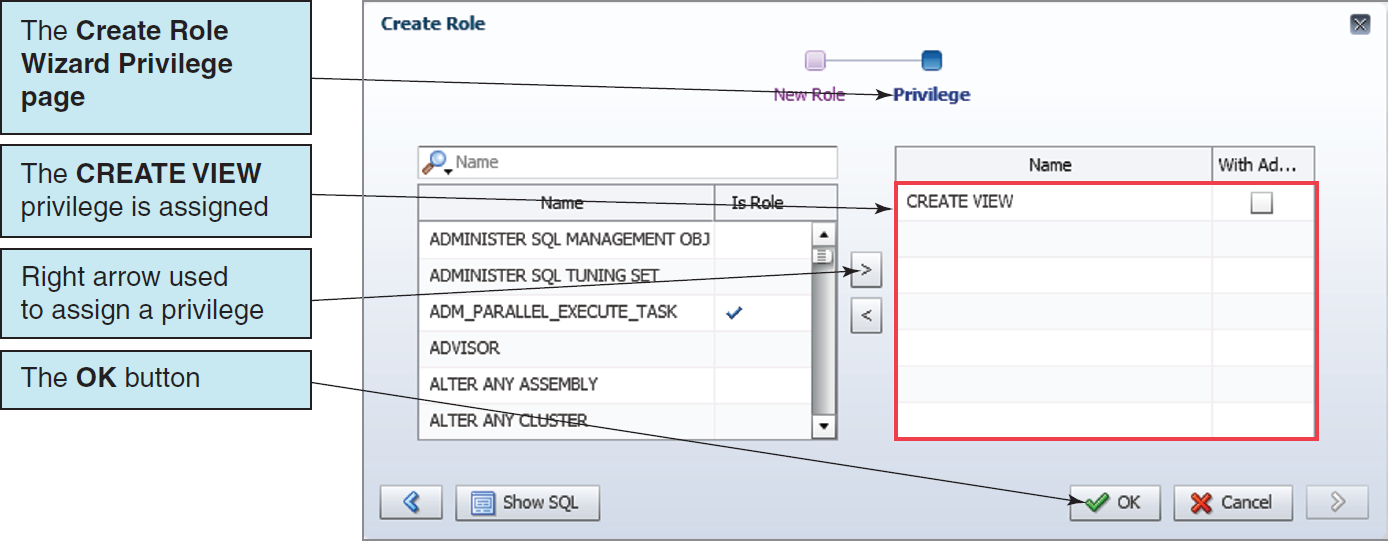 The Create Role
Wizard Privilege
page
The CREATE VIEW
privilege is assigned
Right arrow used
to assign a privilege
The OK button
Create Role
New Role
Privilege
Name
Name Is Role
ADMINISTER SQL MANAGEMENT OBJ
ADMINISTER SQL TUNING SET
ADM_PARALLEL_EXECUTE_TASK
ADVISOR
ALTER ANY ASSEMBLY
ALTER ANY CLUSTER
>
<
Name With Ad...
CREATE VIEW
Show SQL
OK
Cancel